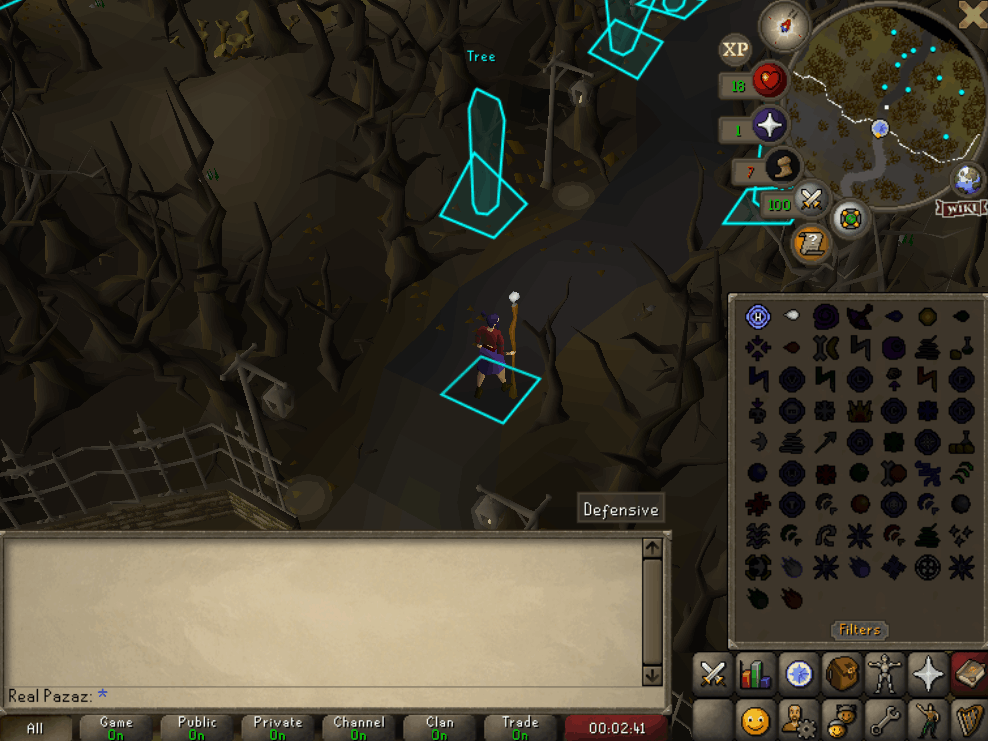 Tree
XP
18
1
7
100
WIKI
H
Defensive
Filters
Real Pazaz: *
All
Game
On
Public
On
Private
On
Channel
On
Clan
On
Trade
On
00:02:41